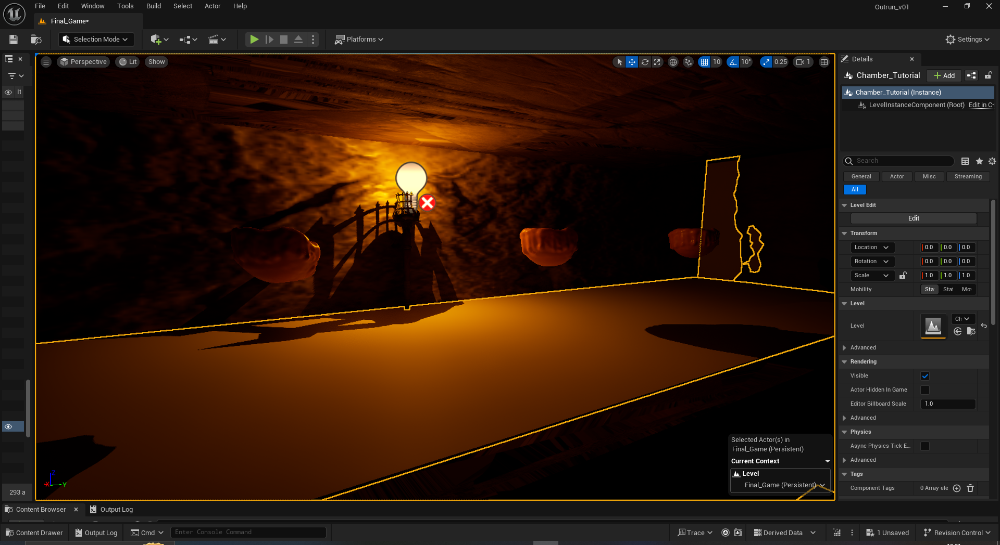 File Edit Window Tools Build Select Actor Help
Outrun_v01
Final_Game*
Selection Mode
Platforms
Settings
Perspective Lit Show
10 10° 0.25 1
It
293 a
Details
Chamber_Tutorial
Add
Chamber_Tutorial (Instance)
LevelInstanceComponent (Root) Edit in C+
Search
General Actor Misc Streaming
All
Level Edit
Edit
Transform
Location 0.0 0.0 0.0
Rotation 0.0 0.0 0.0
Scale 1.0 1.0 1.0
Mobility Sta Stat Mov
Level
Level Ch
Advanced
Rendering
Visible
Actor Hidden In Game
Editor Billboard Scale 1.0
Advanced
Physics
Async Physics Tick E...
Advanced
Tags
Component Tags 0 Array ele
Selected Actor(s) in
Final_Game (Persistent)
Current Context
Level
Final_Game (Persistent)
Z
X Y
Content Browser Output Log
Content Drawer Output Log Cmd Enter Console Command
Trace Derived Data 1 Unsaved Revision Control